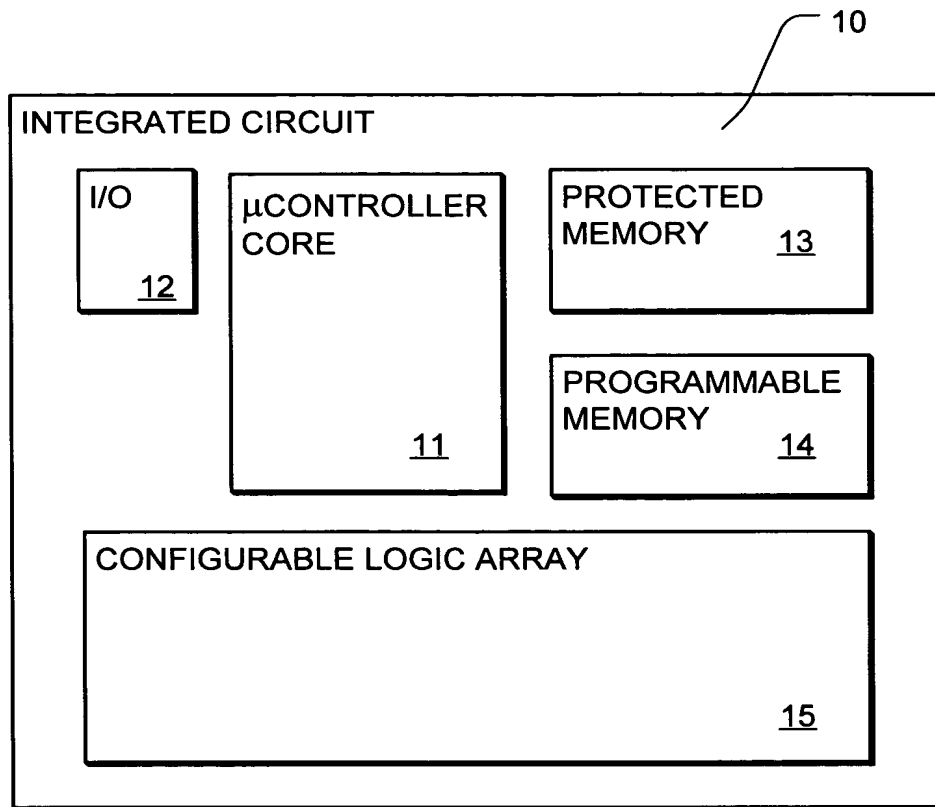 10
INTEGRATED CIRCUIT
I/O
12
μCONTROLLER
CORE
11
PROTECTED
MEMORY
13
PROGRAMMABLE
MEMORY
14
CONFIGURABLE LOGIC ARRAY
15